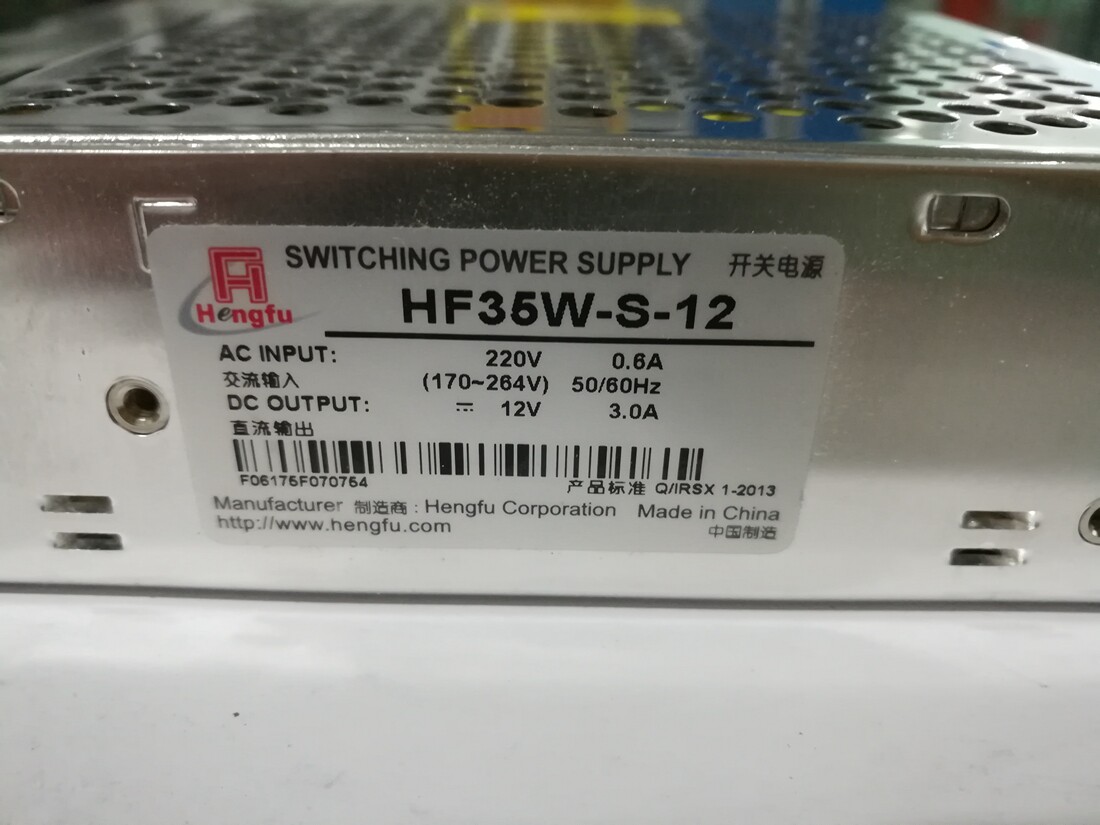 Hengfu
SWITCHING POWER SUPPLY 开关电源
HF35W-S-12
AC INPUT: 220V 0.6A
交流输入 (170~264V) 50/60Hz
DC OUTPUT: ⎓ 12V 3.0A
直流输出
F06175F070754 产品标准 Q/IRSX 1-2013
Manufacturer 制造商: Hengfu Corporation Made in China
http://www.hengfu.com 中国制造